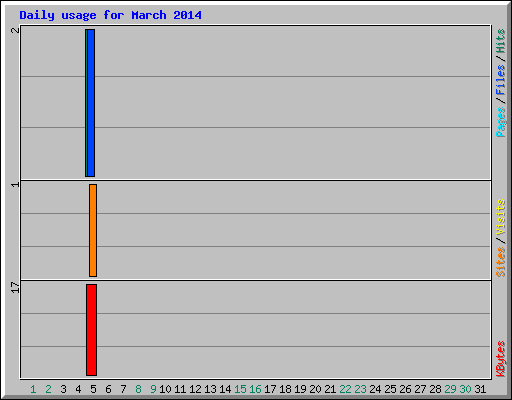 Daily usage for March 2014
2
Pages / Files / Hits
1
Sites / Visits
17
KBytes
1 2 3 4 5 6 7 8 9 10 11 12 13 14 15 16 17 18 19 20 21 22 23 24 25 26 27 28 29 30 31